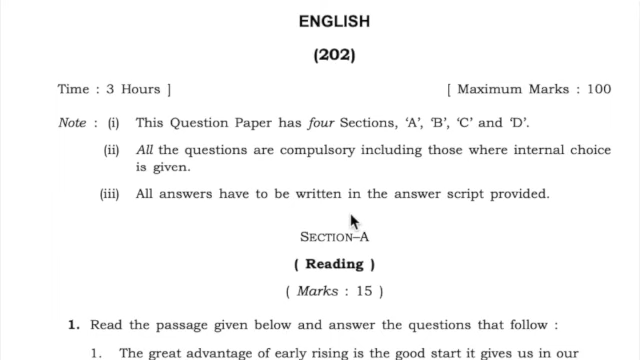 ENGLISH
(202)
Time : 3 Hours ] [ Maximum Marks : 100
Note : (i) This Question Paper has four Sections, ‘A’, ‘B’, ‘C’ and ‘D’.
(ii) All the questions are compulsory including those where internal choice
is given.
(iii) All answers have to be written in the answer script provided.
SECTION–A
( Reading )
( Marks : 15 )
1. Read the passage given below and answer the questions that follow :
1. The great advantage of early rising is the good start it gives us in our